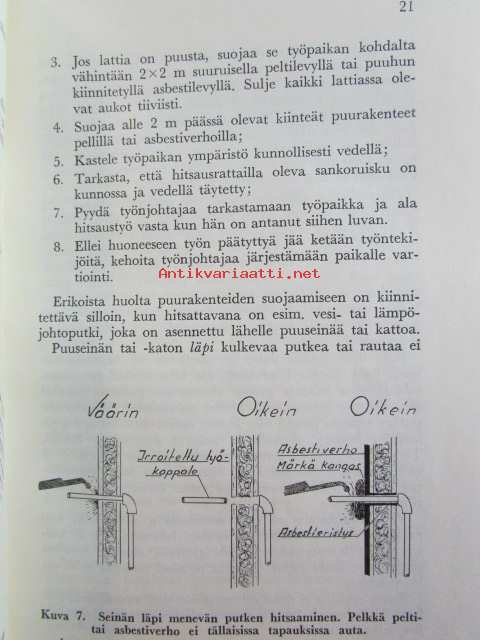 21
3. Jos lattia on puusta, suojaa se työpaikan kohdalta
vähintään 2×2 m suuruisella peltilevyllä tai puuhun
kiinnitetyllä asbestilevyllä. Sulje kaikki lattiassa ole-
vat aukot tiiviisti.
4. Suojaa alle 2 m päässä olevat kiinteät puurakenteet
pellillä tai asbestiverhoilla;
5. Kastele työpaikan ympäristö kunnollisesti vedellä;
6. Tarkasta, että hitsausrattailla oleva sankoruisku on
kunnossa ja vedellä täytetty;
7. Pyydä työnjohtajaa tarkastamaan työpaikka ja ala
hitsaustyö vasta kun hän on antanut siihen luvan.
8. Ellei huoneeseen työn päätyttyä jää ketään työnteki-
jöitä, kehoita työnjohtajaa järjestämään paikalle var-
tiointi.
Antikvariaatti.net
Erikoista huolta puurakenteiden suojaamiseen on kiinni-
tettävä silloin, kun hitsattavana on esim. vesi- tai lämpö-
johtoputki, joka on asennettu lähelle puuseinää tai kattoa.
Puuseinän tai -katon läpi kulkevaa putkea tai rautaa ei
Väärin
Oikein
Oikein
Irroitettu työ-
kappale
Asbestiverho
Märkä kangas
Asbestieristys
Kuva 7. Seinän läpi menevän putken hitsaaminen. Pelkkä pelti-
tai asbestiverho ei tällaisissa tapauksissa auta.